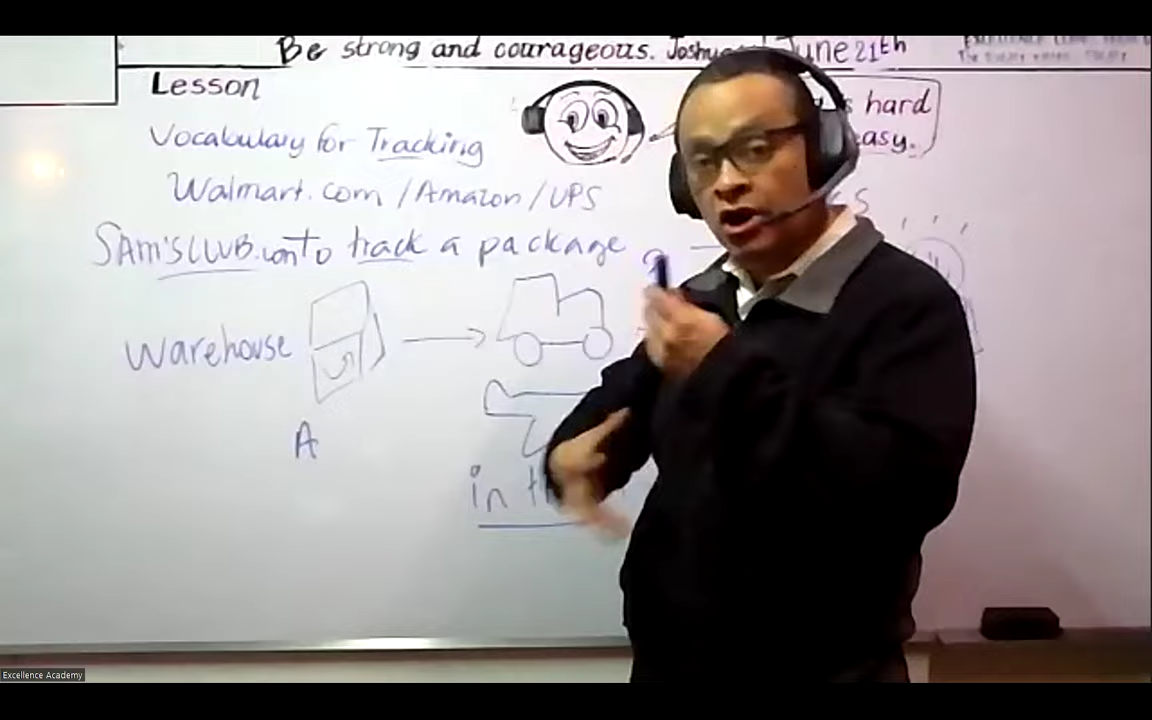 Be strong and courageous. Joshua June 21th
Lesson
hard
easy.
Vocabulary for Tracking
Walmart.com / Amazon / UPS
SAM'S CLUB.com to track a package
Warehouse
A
in
Excellence Academy